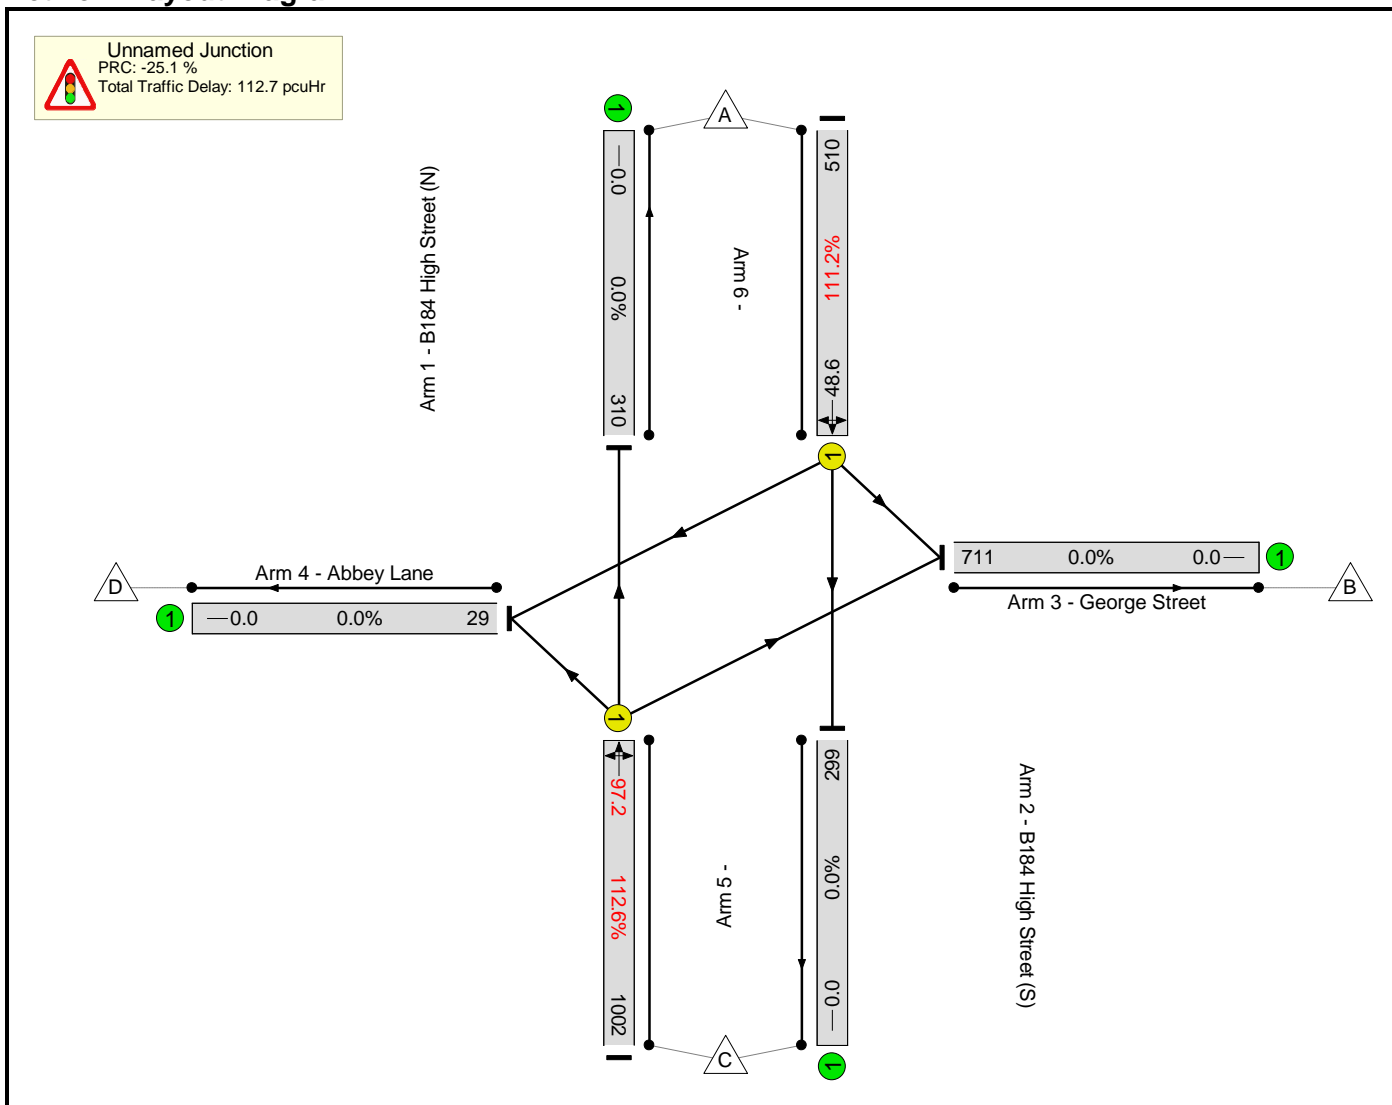 Unnamed Junction
PRC: -25.1 %
Total Traffic Delay: 112.7 pcuHr
1
A
510
0.0
111.2%
Arm 1 - B184 High Street (N)
0.0%
Arm 6 -
310
48.6
1
711 0.0% 0.0
1
D
Arm 4 - Abbey Lane
B
Arm 3 - George Street
1
0.0 0.0% 29
1
97.2
299
112.6%
Arm 5 -
0.0%
Arm 2 - B184 High Street (S)
1002
0.0
C
1